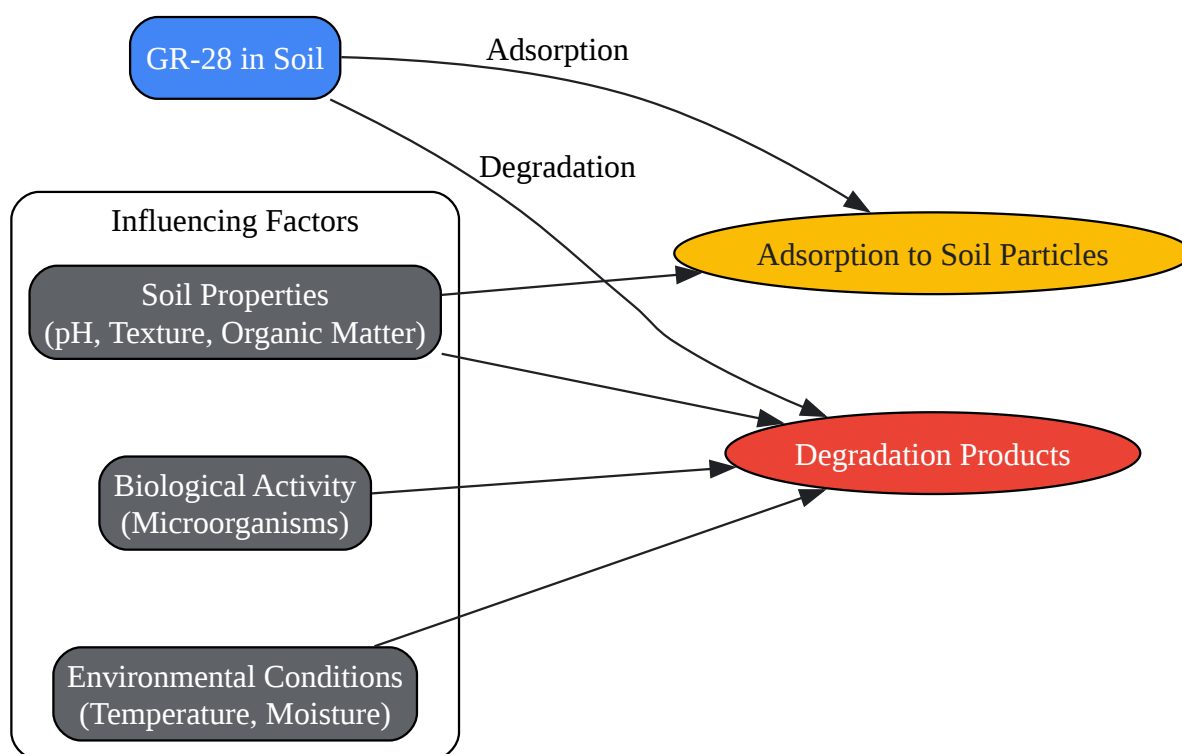 GR-28 in Soil
Adsorption
Degradation
Influencing Factors
Soil Properties
(pH, Texture, Organic Matter)
Adsorption to Soil Particles
Biological Activity
(Microorganisms)
Degradation Products
Environmental Conditions
(Temperature, Moisture)